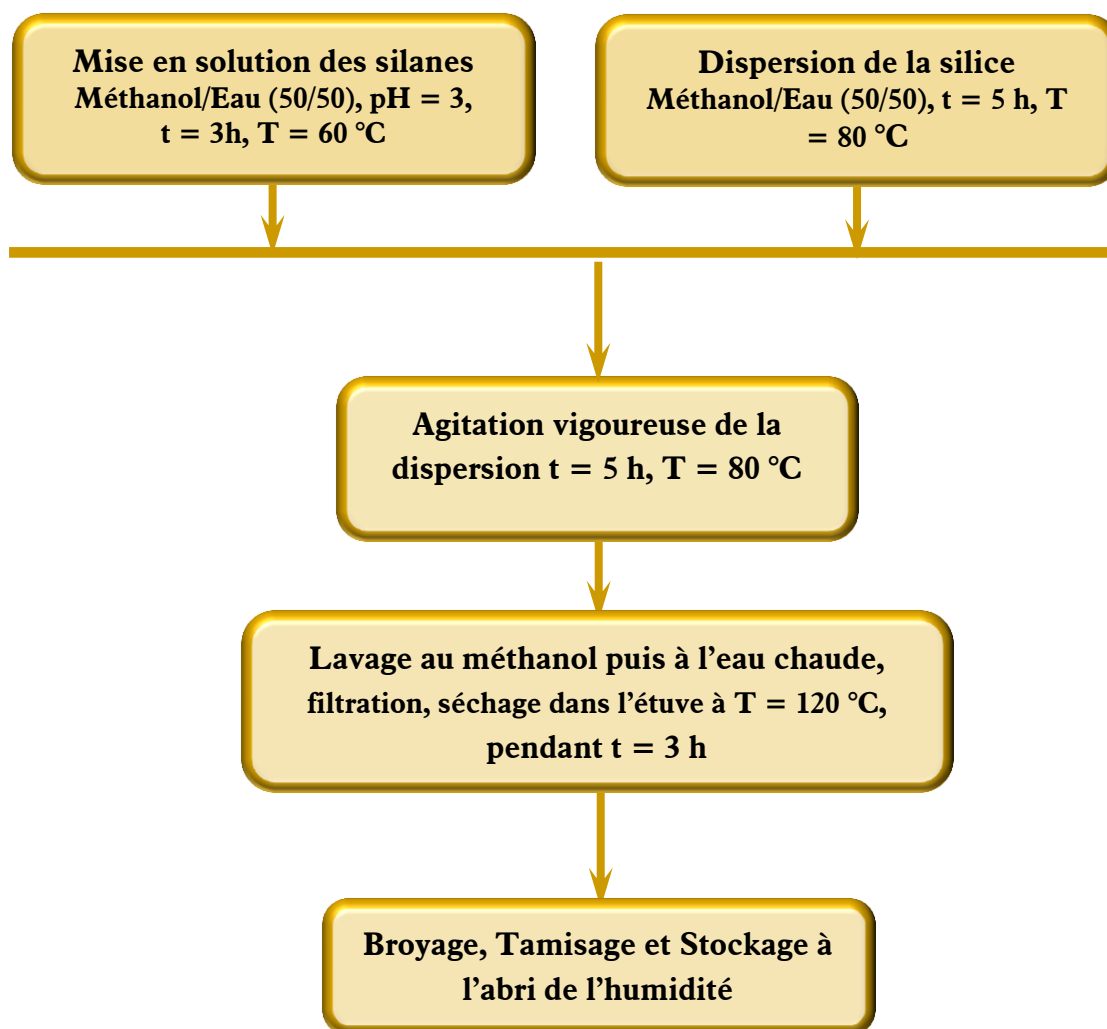 Mise en solution des silanes
Méthanol/Eau (50/50), pH = 3,
t = 3h, T = 60 °C
Dispersion de la silice
Méthanol/Eau (50/50), t = 5 h, T
= 80 °C
Agitation vigoureuse de la
dispersion t = 5 h, T = 80 °C
Lavage au méthanol puis à l’eau chaude,
filtration, séchage dans l’étuve à T = 120 °C,
pendant t = 3 h
Broyage, Tamisage et Stockage à
l’abri de l’humidité